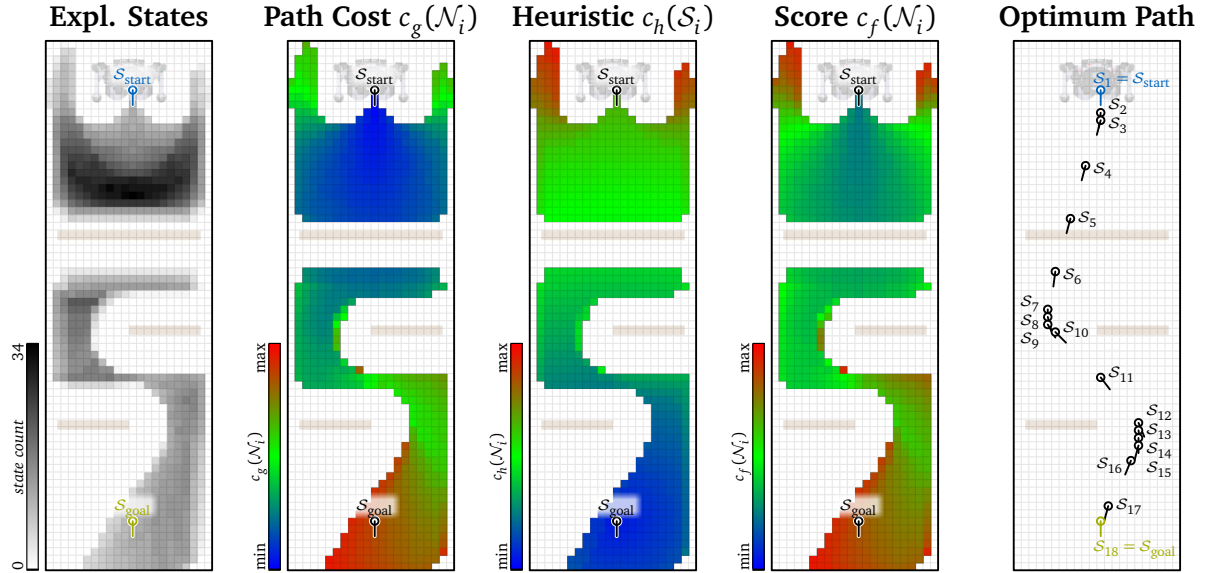 Expl. States
Path Cost c_g(𝒩_i)
Heuristic c_h(𝒮_i)
Score c_f(𝒩_i)
Optimum Path
𝒮_start
𝒮_goal
34
state count
0
𝒮_start
𝒮_goal
max
c_g(𝒩_i)
min
𝒮_start
𝒮_goal
max
c_h(𝒩_i)
min
𝒮_start
𝒮_goal
max
c_f(𝒩_i)
min
𝒮_1 = 𝒮_start
𝒮_2
𝒮_3
𝒮_4
𝒮_5
𝒮_6
𝒮_7
𝒮_8
𝒮_9
𝒮_10
𝒮_11
𝒮_12
𝒮_13
𝒮_14
𝒮_15
𝒮_16
𝒮_17
𝒮_18 = 𝒮_goal